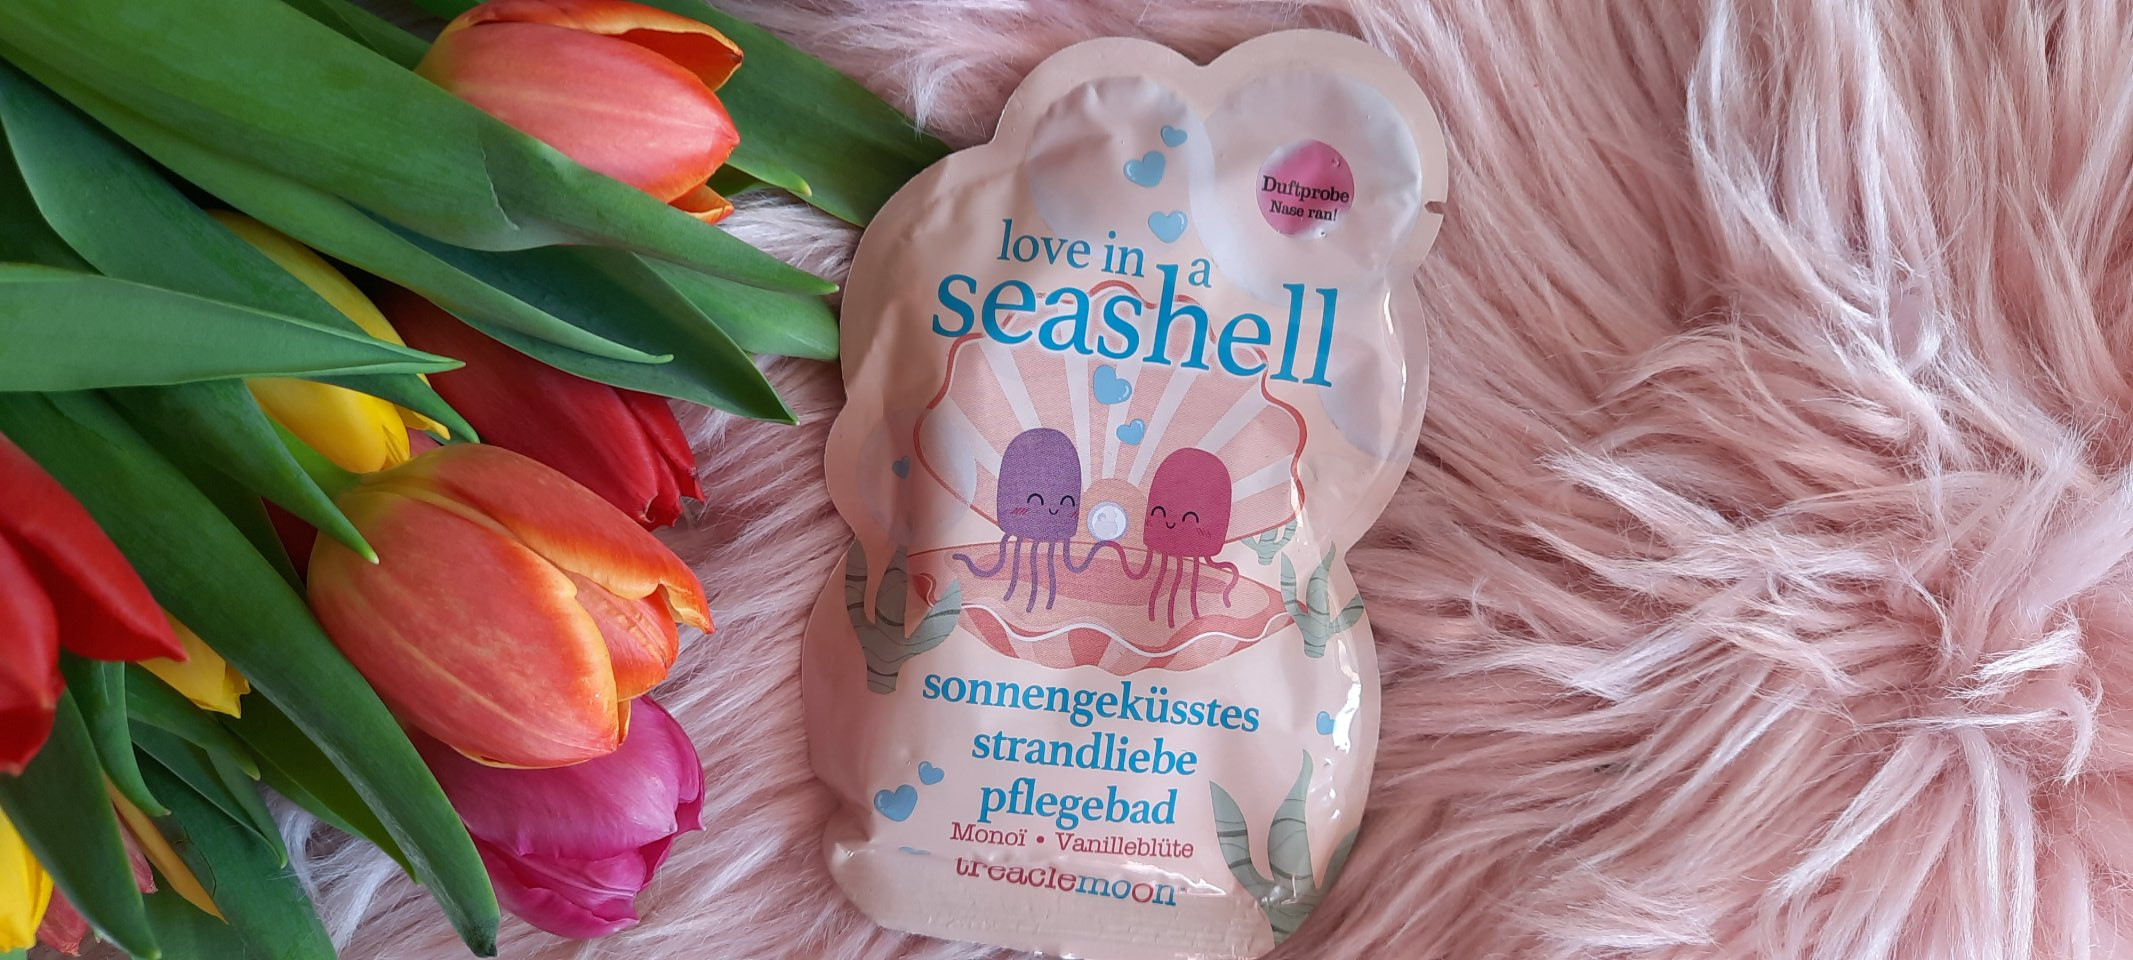 Duftprobe
Nase ran!
love in a
seashell
sonnengeküsstes
strandliebe
pflegebad
Monoï • Vanilleblüte
treaclemoon